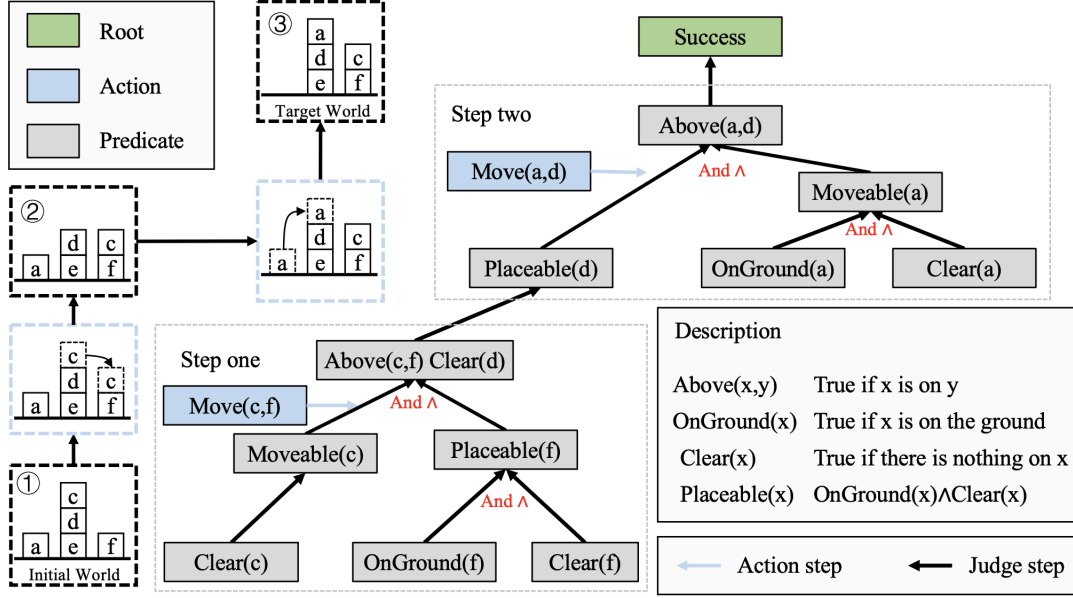 Root
Action
Predicate
③
a
d
c
e
f
Target World
②
d
c
a
e
f
a
d
c
a
e
f
c
d
c
a
e
f
①
c
d
a
e
f
Initial World
Success
Step two
Above(a,d)
Move(a,d)
And ∧
Moveable(a)
And ∧
Placeable(d)
OnGround(a)
Clear(a)
Step one
Above(c,f) Clear(d)
Move(c,f)
And ∧
Moveable(c)
Placeable(f)
And ∧
Clear(c)
OnGround(f)
Clear(f)
Description
Above(x,y) True if x is on y
OnGround(x) True if x is on the ground
Clear(x) True if there is nothing on x
Placeable(x) OnGround(x)∧Clear(x)
Action step
Judge step